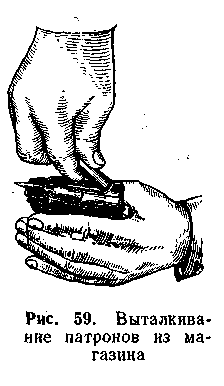 Рис. 59. Выталкива-
ние патронов из ма-
газина